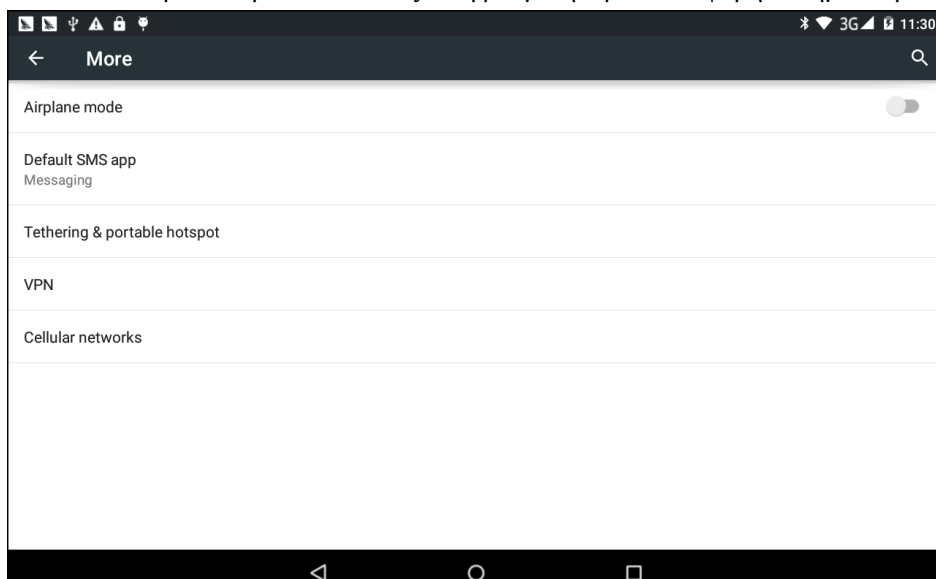 3G 11:30
More
Airplane mode
Default SMS app
Messaging
Tethering & portable hotspot
VPN
Cellular networks